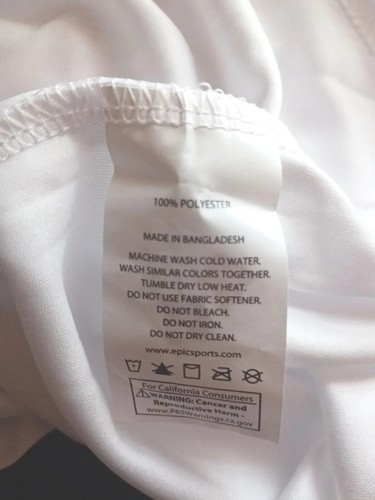 100% POLYESTER
MADE IN BANGLADESH
MACHINE WASH COLD WATER.
WASH SIMILAR COLORS TOGETHER.
TUMBLE DRY LOW HEAT.
DO NOT USE FABRIC SOFTENER.
DO NOT BLEACH.
DO NOT IRON.
DO NOT DRY CLEAN.
www.epicsports.com
For California Consumers
WARNING: Cancer and
Reproductive Harm -
www.P65Warnings.ca.gov